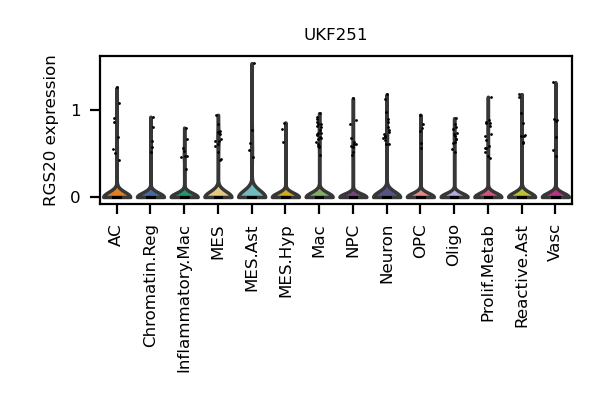 UKF251
RGS20 expression
1
0
AC
Chromatin.Reg
Inflammatory.Mac
MES
MES.Ast
MES.Hyp
Mac
NPC
Neuron
OPC
Oligo
Prolif.Metab
Reactive.Ast
Vasc